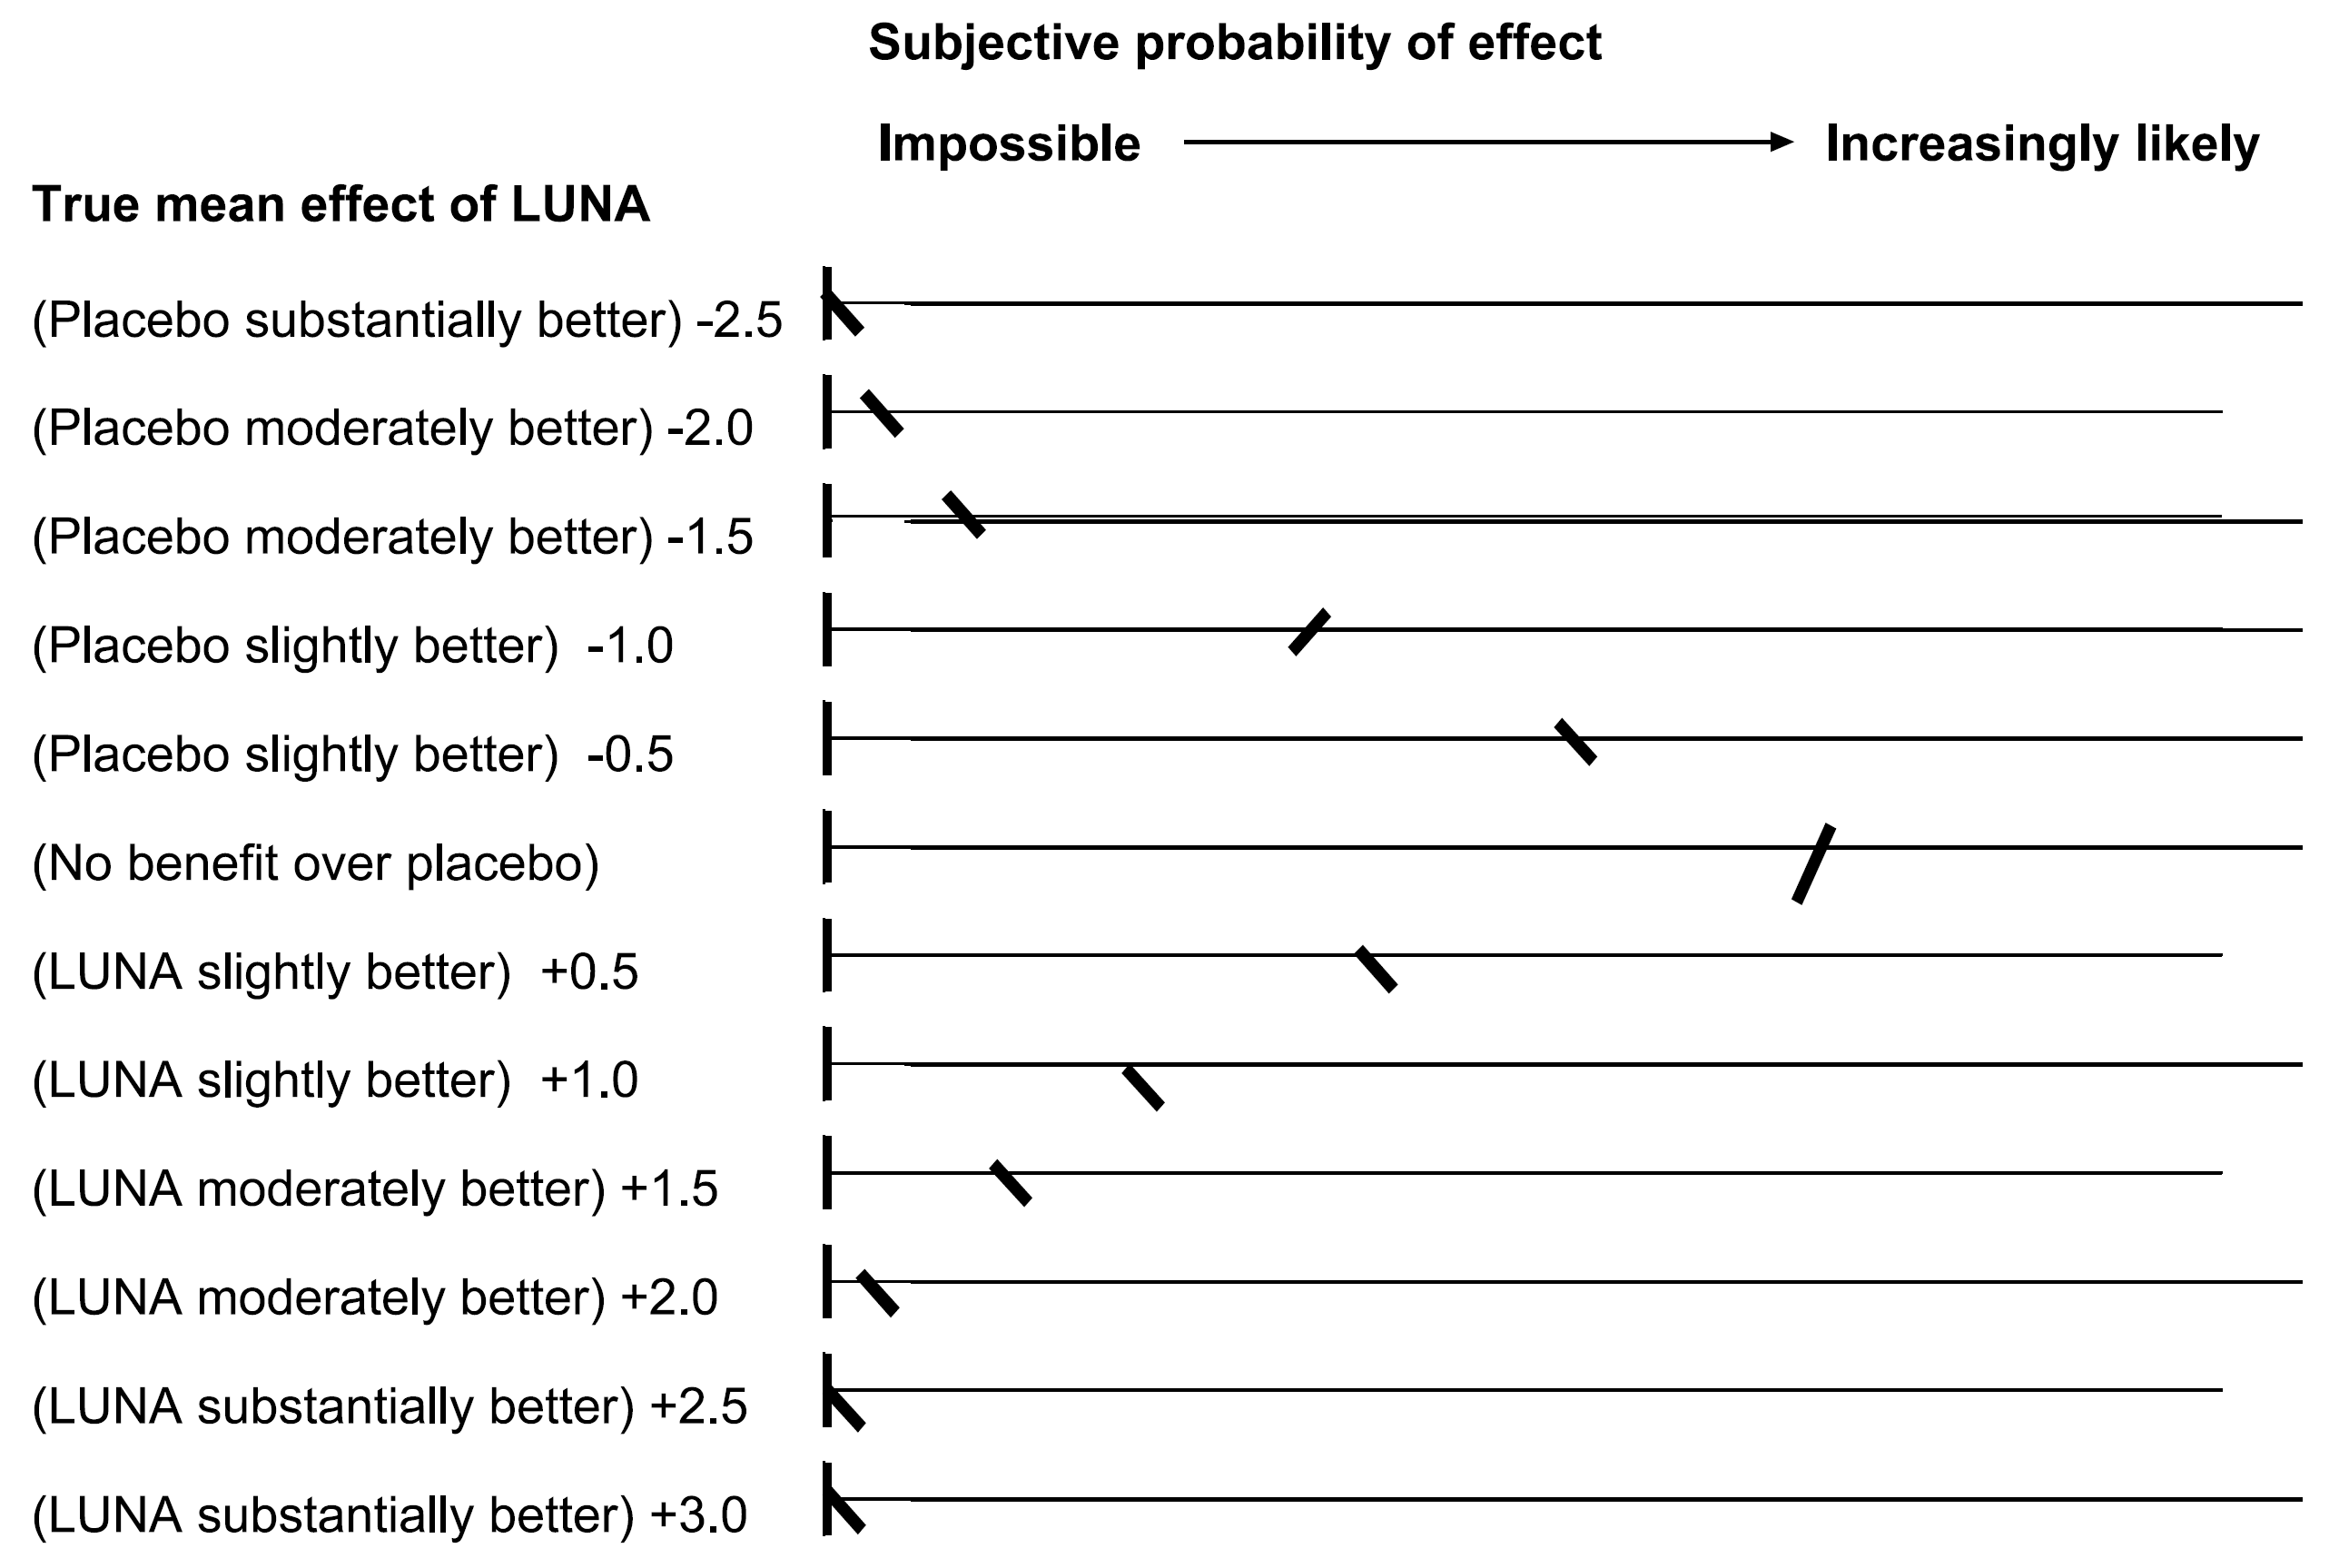 Subjective probability of effect
Impossible Increasingly likely
True mean effect of LUNA
(Placebo substantially better) -2.5
(Placebo moderately better) -2.0
(Placebo moderately better) -1.5
(Placebo slightly better) -1.0
(Placebo slightly better) -0.5
(No benefit over placebo)
(LUNA slightly better) +0.5
(LUNA slightly better) +1.0
(LUNA moderately better) +1.5
(LUNA moderately better) +2.0
(LUNA substantially better) +2.5
(LUNA substantially better) +3.0